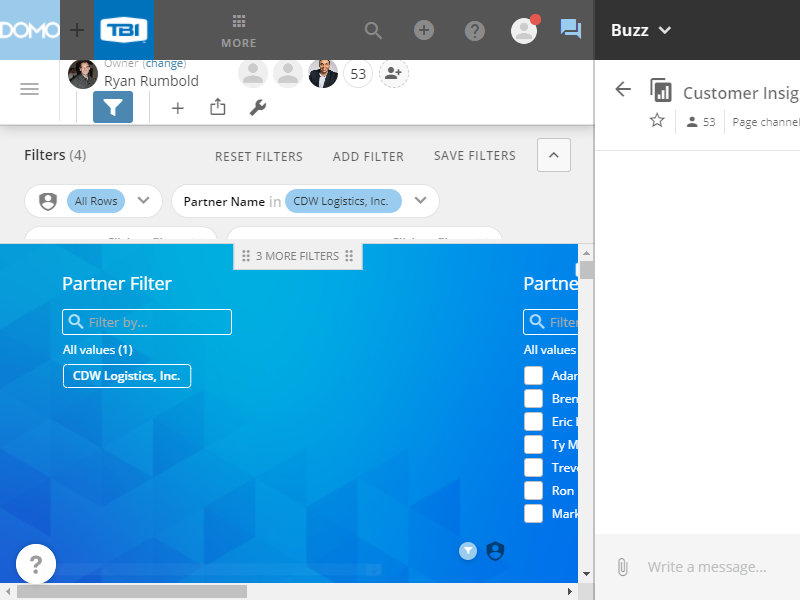 DOMO
TBI
MORE
Buzz
Owner (change)
Ryan Rumbold
53
Customer Insig
53
Page channel
Filters (4)
RESET FILTERS
ADD FILTER
SAVE FILTERS
All Rows
Partner Name in CDW Logistics, Inc.
3 MORE FILTERS
Partner Filter
Filter by...
All values (1)
CDW Logistics, Inc.
Partne
Filter
All values
Adar
Bren
Eric
Ty M
Treve
Ron
Mark
?
Write a message...